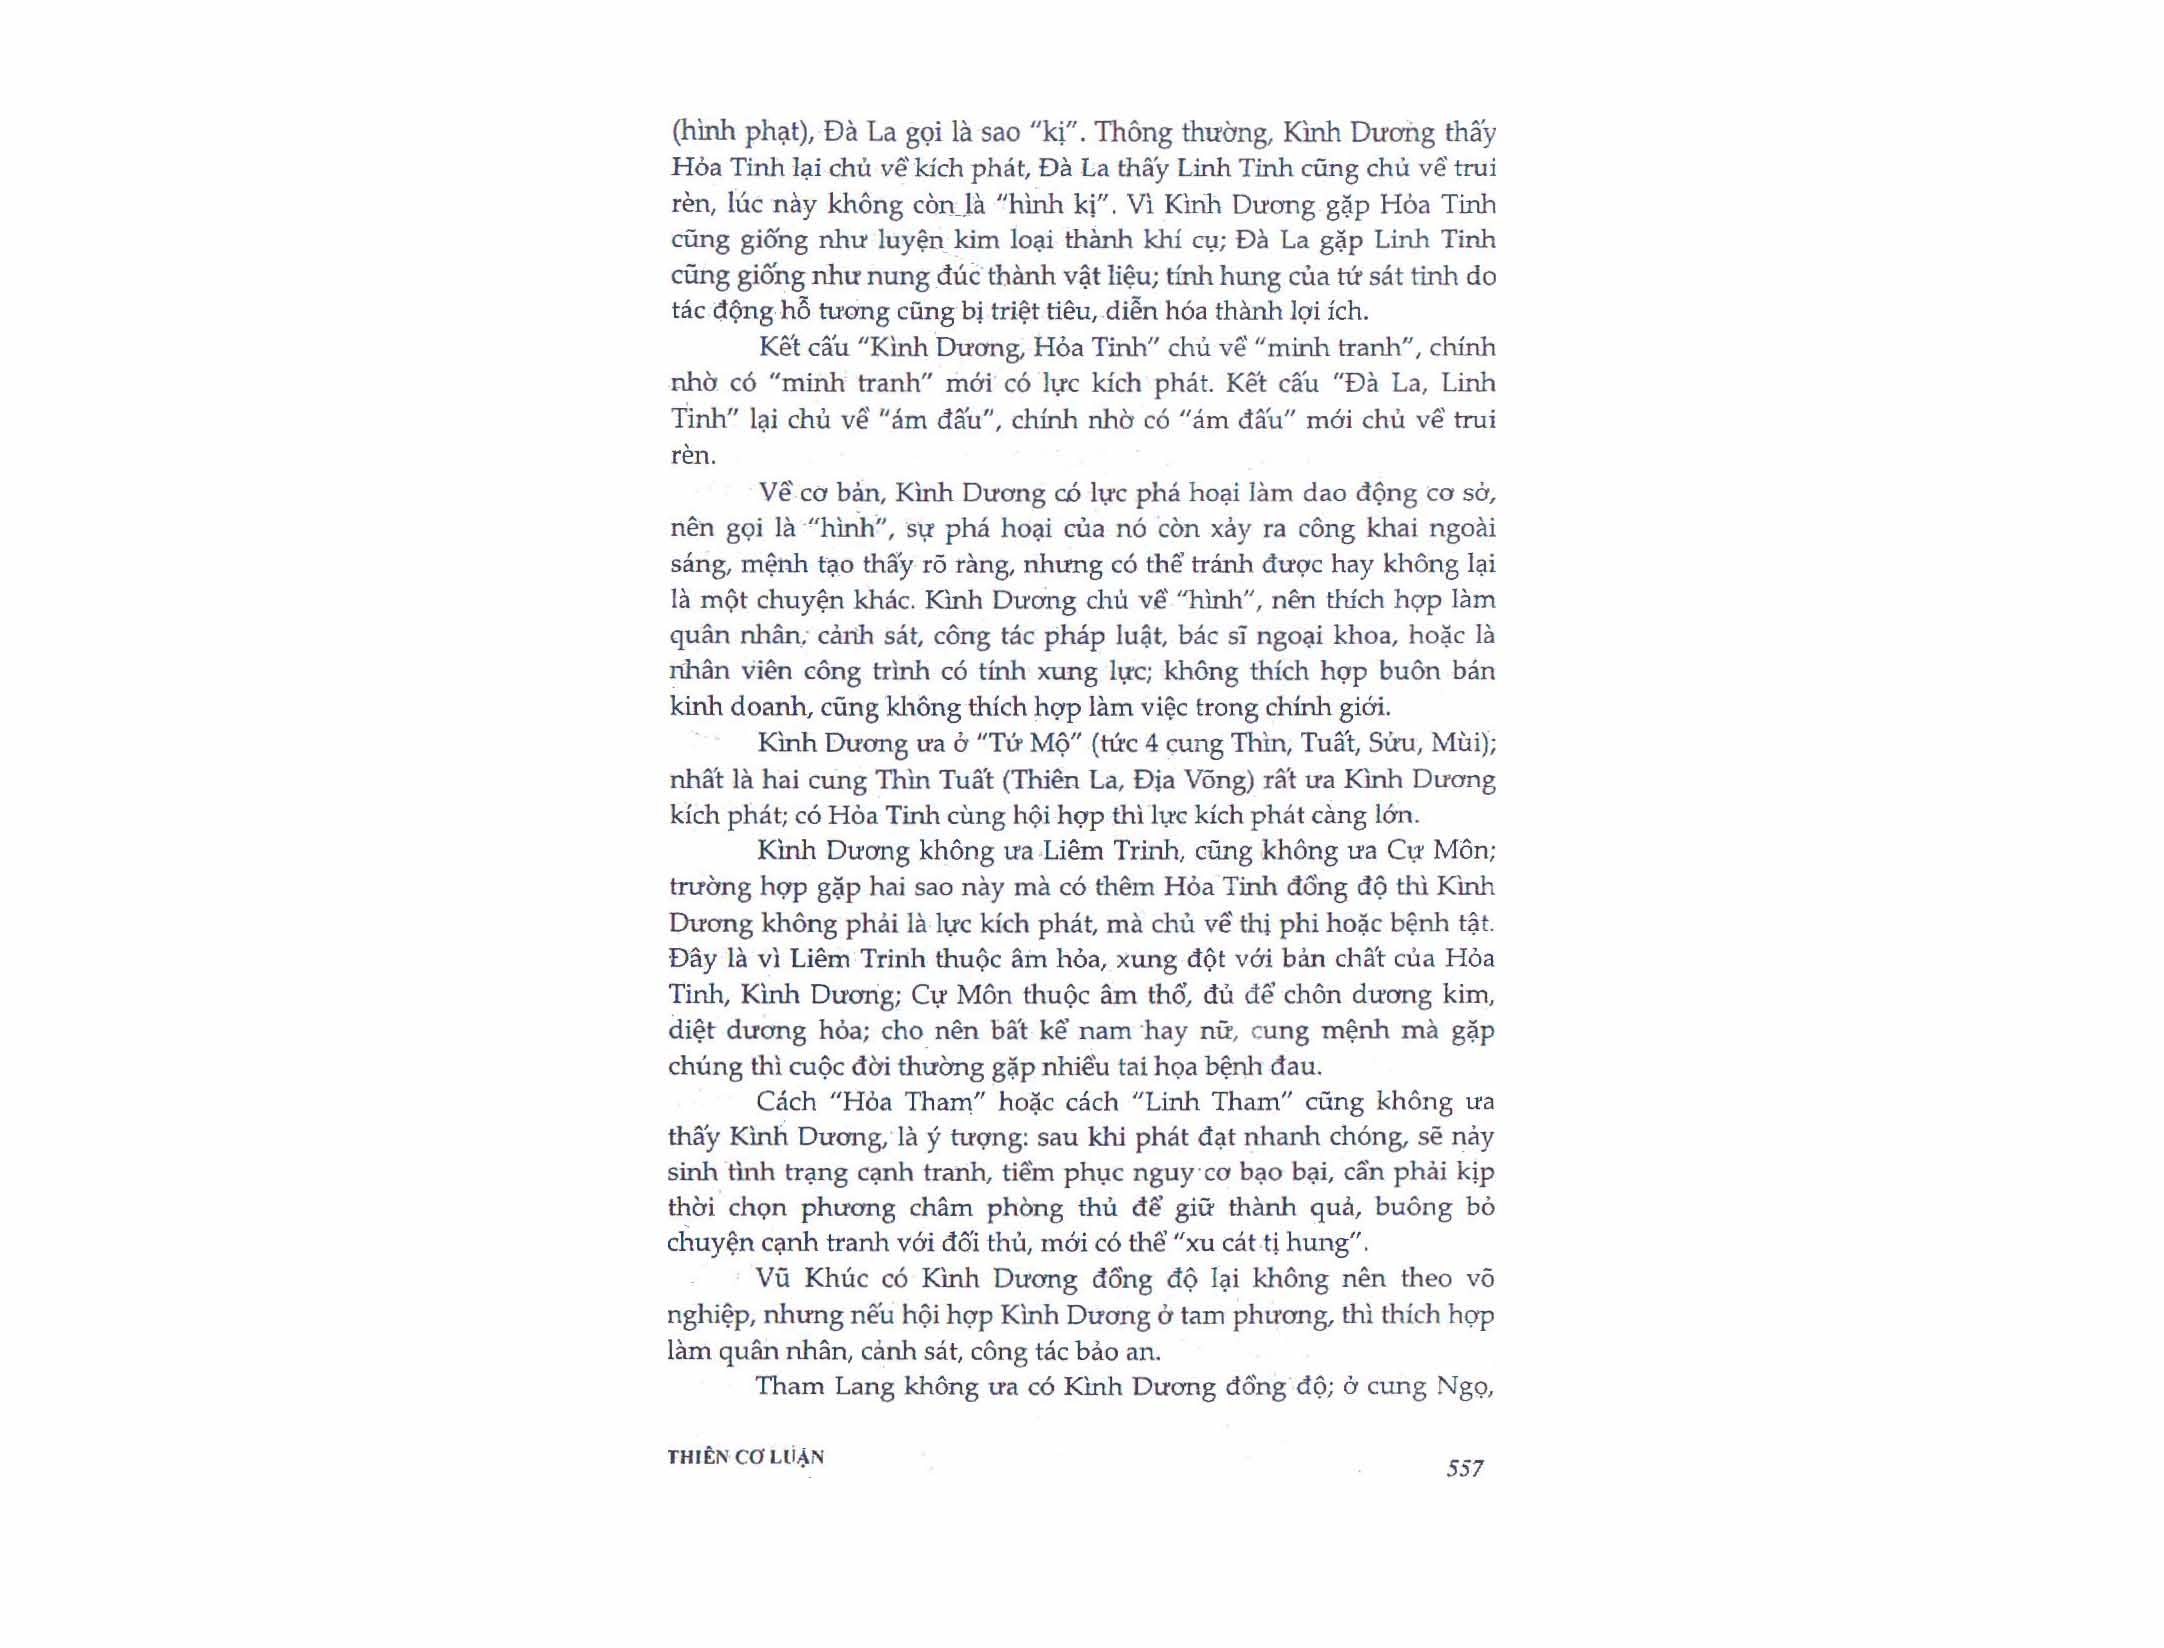 (hình phạt), Đà La gọi là sao "kị". Thông thường, Kình Dương thấy
Hỏa Tinh lại chủ về kích phát, Đà La thấy Linh Tinh cũng chủ về trui
rèn, lúc này không còn là "hình kị". Vì Kình Dương gặp Hỏa Tinh
cũng giống như luyện kim loại thành khí cụ; Đà La gặp Linh Tinh
cũng giống như nung đúc thành vật liệu; tính hung của tứ sát tinh do
tác động hỗ tương cũng bị triệt tiêu, diễn hóa thành lợi ích.
Kết cấu "Kình Dương, Hỏa Tinh" chủ về "minh tranh", chính
nhờ có "minh tranh" mới có lực kích phát. Kết cấu "Đà La, Linh
Tinh" lại chủ về "ám đấu", chính nhờ có "ám đấu" mới chủ về trui
rèn.
Về cơ bản, Kình Dương có lực phá hoại làm dao động cơ sở,
nên gọi là "hình", sự phá hoại của nó còn xảy ra công khai ngoài
sáng, mệnh tạo thấy rõ ràng, nhưng có thể tránh được hay không lại
là một chuyện khác. Kình Dương chủ về "hình", nên thích hợp làm
quân nhân, cảnh sát, công tác pháp luật, bác sĩ ngoại khoa, hoặc là
nhân viên công trình có tính xung lực; không thích hợp buôn bán
kinh doanh, cũng không thích hợp làm việc trong chính giới.
Kình Dương ưa ở "Tứ Mộ" (tức 4 cung Thìn, Tuất, Sửu, Mùi);
nhất là hai cung Thìn Tuất (Thiên La, Địa Võng) rất ưa Kình Dương
kích phát; có Hỏa Tinh cùng hội hợp thì lực kích phát càng lớn.
Kình Dương không ưa Liêm Trinh, cũng không ưa Cự Môn;
trường hợp gặp hai sao này mà có thêm Hỏa Tinh đồng độ thì Kình
Dương không phải là lực kích phát, mà chủ về thị phi hoặc bệnh tật.
Đây là vì Liêm Trinh thuộc âm hỏa, xung đột với bản chất của Hỏa
Tinh, Kình Dương; Cự Môn thuộc âm thổ, đủ để chôn dương kim,
diệt dương hỏa; cho nên bất kể nam hay nữ, cung mệnh mà gặp
chúng thì cuộc đời thường gặp nhiều tai họa bệnh đau.
Cách "Hỏa Tham" hoặc cách "Linh Tham" cũng không ưa
thấy Kình Dương, là ý tượng: sau khi phát đạt nhanh chóng, sẽ nảy
sinh tình trạng cạnh tranh, tiềm phục nguy cơ bạo bại, cần phải kịp
thời chọn phương châm phòng thủ để giữ thành quả, buông bỏ
chuyện cạnh tranh với đối thủ, mới có thể "xu cát tị hung".
Vũ Khúc có Kình Dương đồng độ lại không nên theo võ
nghiệp, nhưng nếu hội hợp Kình Dương ở tam phương, thì thích hợp
làm quân nhân, cảnh sát, công tác bảo an.
Tham Lang không ưa có Kình Dương đồng độ; ở cung Ngọ,
THIÊN CƠ LUẬN
557